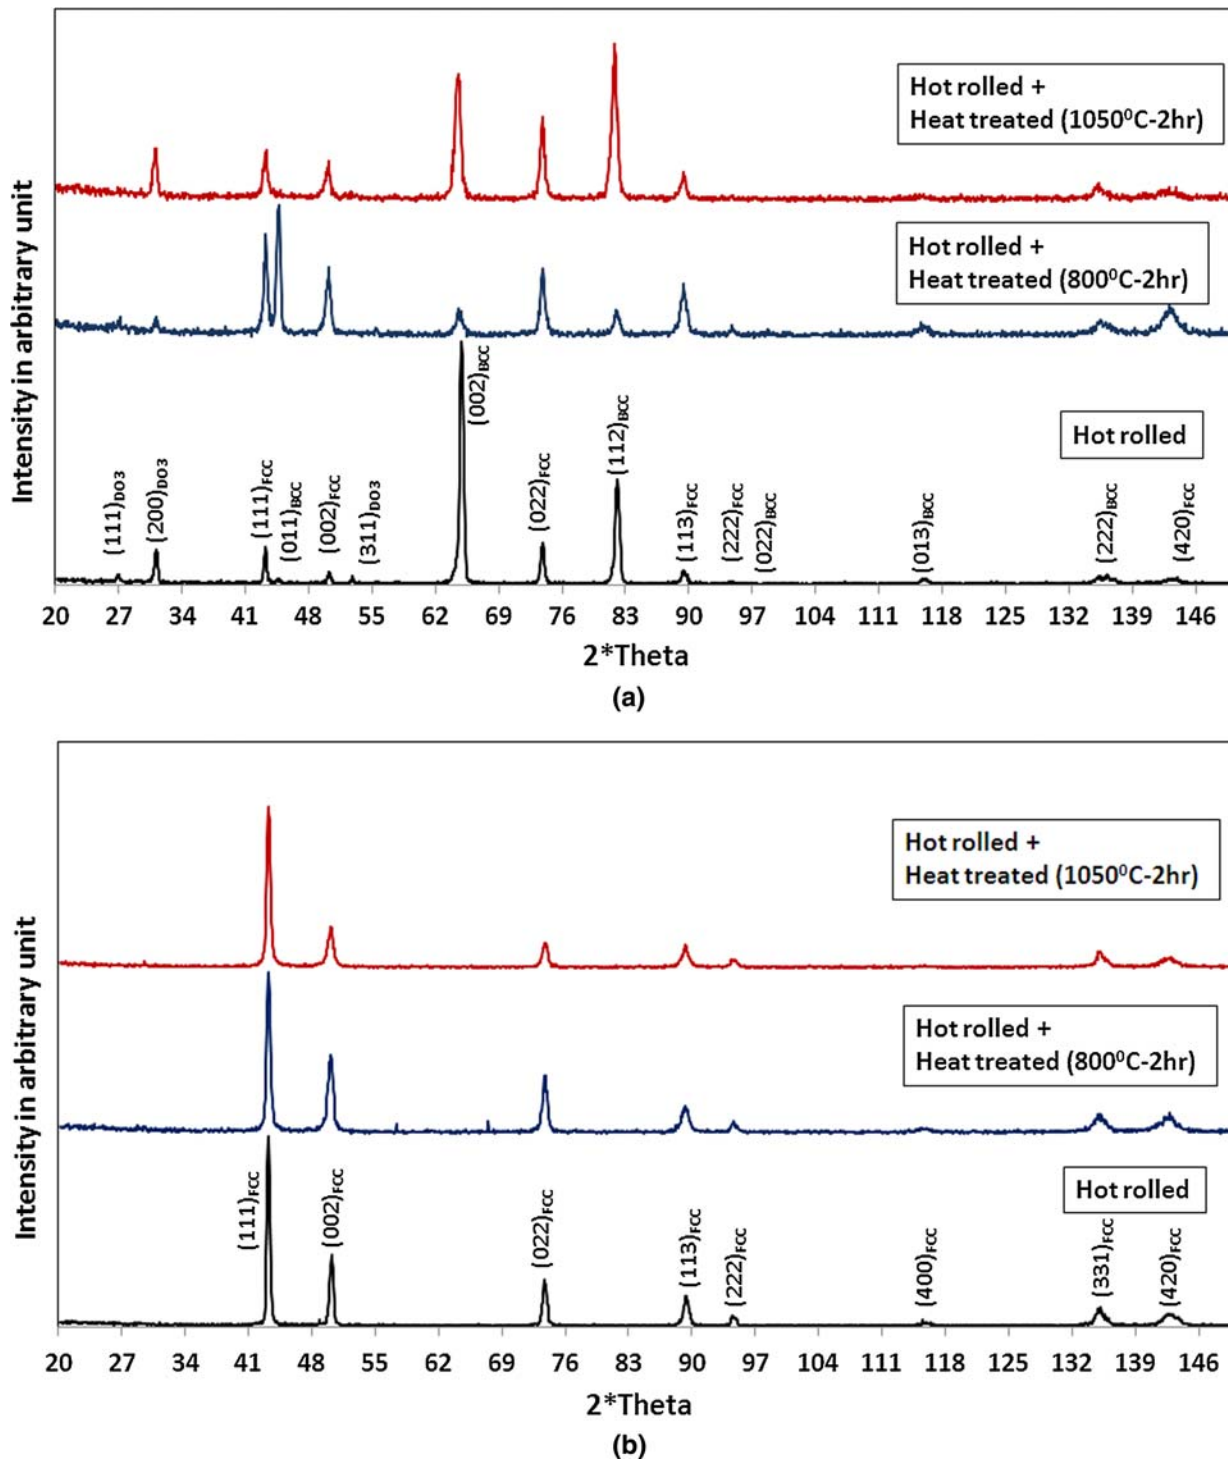 Intensity in arbitrary unit
Hot rolled +
Heat treated (1050⁰C-2hr)
Hot rolled +
Heat treated (800⁰C-2hr)
Hot rolled
(111)DO3
(200)DO3
(111)FCC
(011)BCC
(002)FCC
(311)DO3
(002)BCC
(022)FCC
(112)BCC
(113)FCC
(222)FCC
(022)BCC
(013)BCC
(222)BCC
(420)FCC
20 27 34 41 48 55 62 69 76 83 90 97 104 111 118 125 132 139 146
2*Theta
(a)
Intensity in arbitrary unit
Hot rolled +
Heat treated (1050⁰C-2hr)
Hot rolled +
Heat treated (800⁰C-2hr)
Hot rolled
(111)FCC
(002)FCC
(022)FCC
(113)FCC
(222)FCC
(400)FCC
(331)FCC
(420)FCC
20 27 34 41 48 55 62 69 76 83 90 97 104 111 118 125 132 139 146
2*Theta
(b)